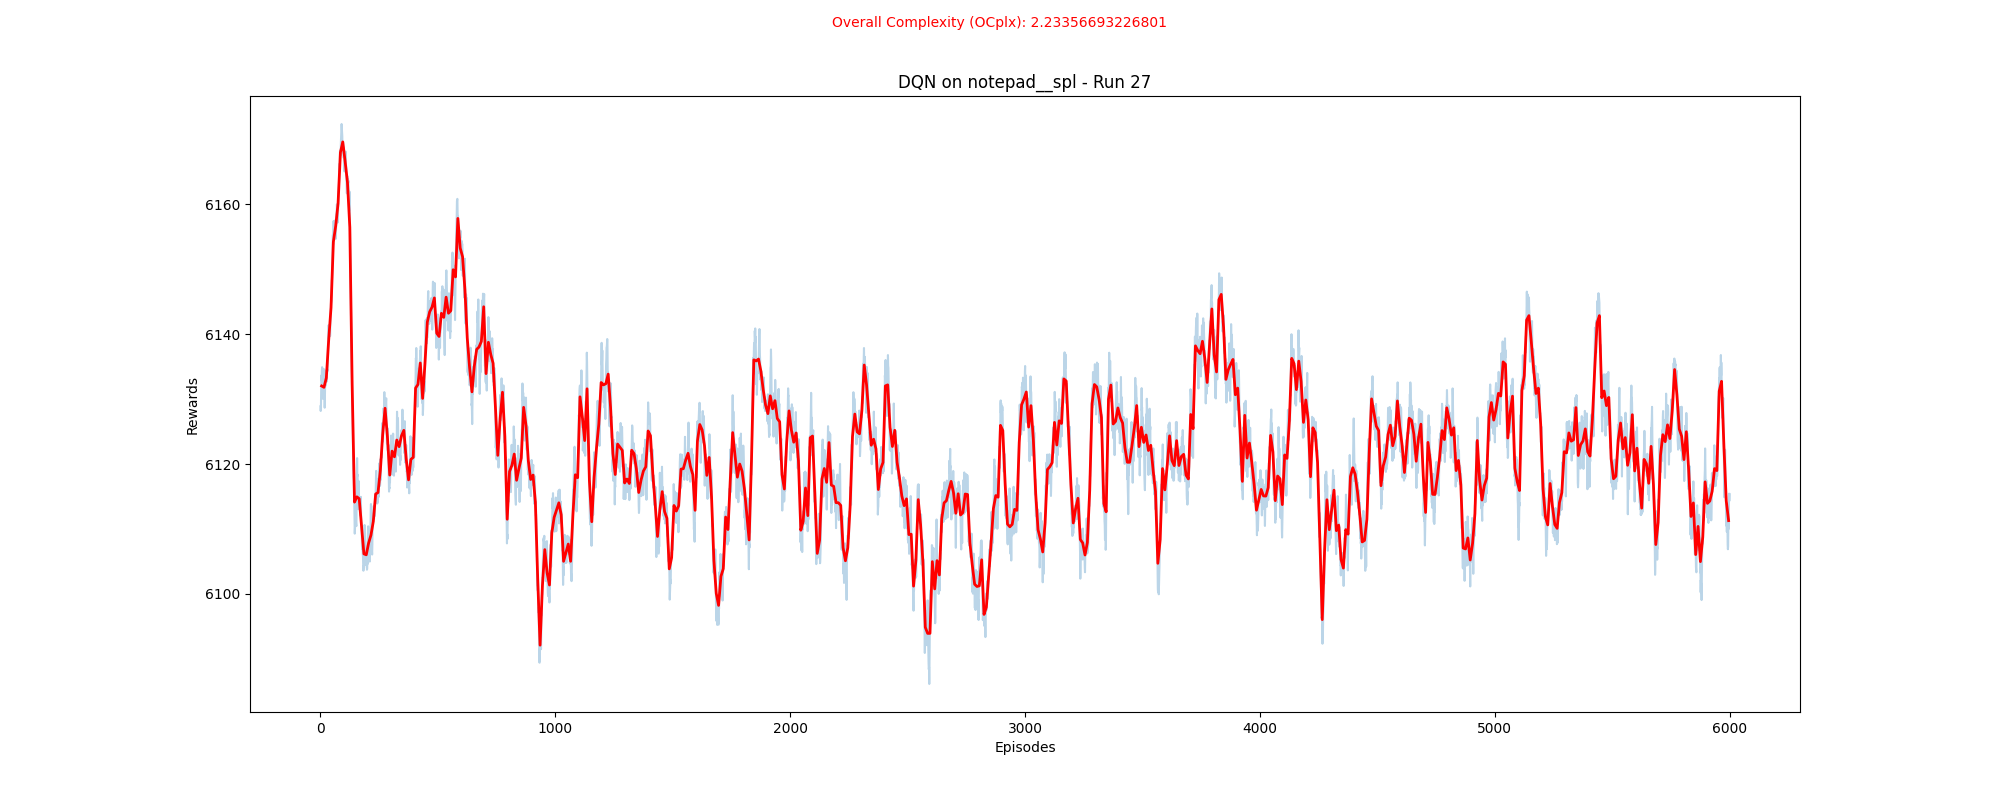 Overall Complexity (OCplx): 2.23356693226801
DQN on notepad__spl - Run 27
Rewards
6160
6140
6120
6100
0 1000 2000 3000 4000 5000 6000
Episodes